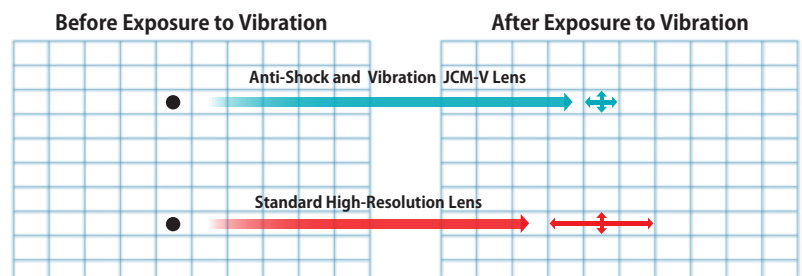 Before Exposure to Vibration
After Exposure to Vibration
Anti-Shock and Vibration JCM-V Lens
Standard High-Resolution Lens